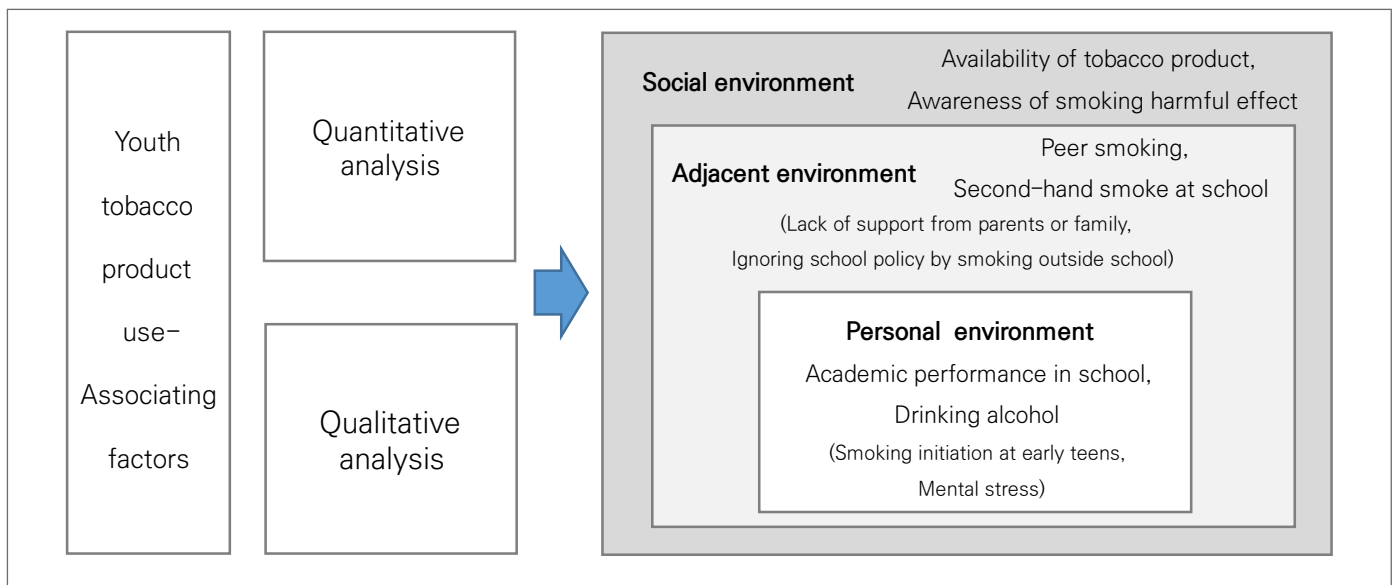 Youth
tobacco
product
use-
Associating
factors
Quantitative
analysis
Qualitative
analysis
Social environment
Availability of tobacco product,
Awareness of smoking harmful effect
Adjacent environment
Peer smoking,
Second-hand smoke at school
(Lack of support from parents or family,
Ignoring school policy by smoking outside school)
Personal environment
Academic performance in school,
Drinking alcohol
(Smoking initiation at early teens,
Mental stress)